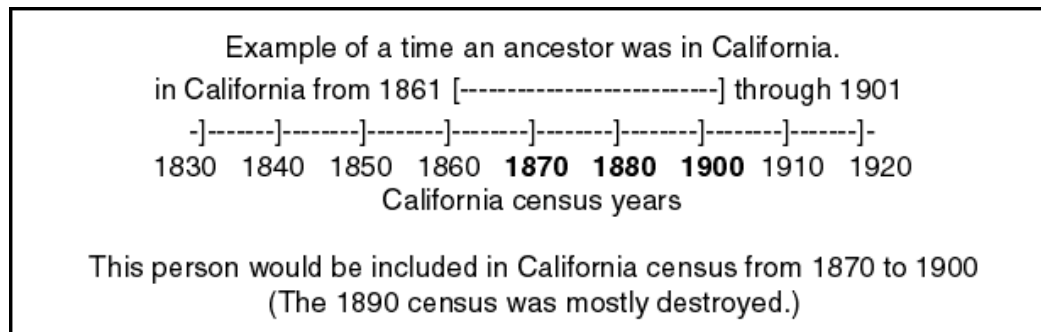 Example of a time an ancestor was in California.
in California from 1861 [---------------------------] through 1901
-]-------]--------]--------]--------]--------]--------]--------]-------]-
1830 1840 1850 1860 1870 1880 1900 1910 1920
California census years
This person would be included in California census from 1870 to 1900
(The 1890 census was mostly destroyed.)